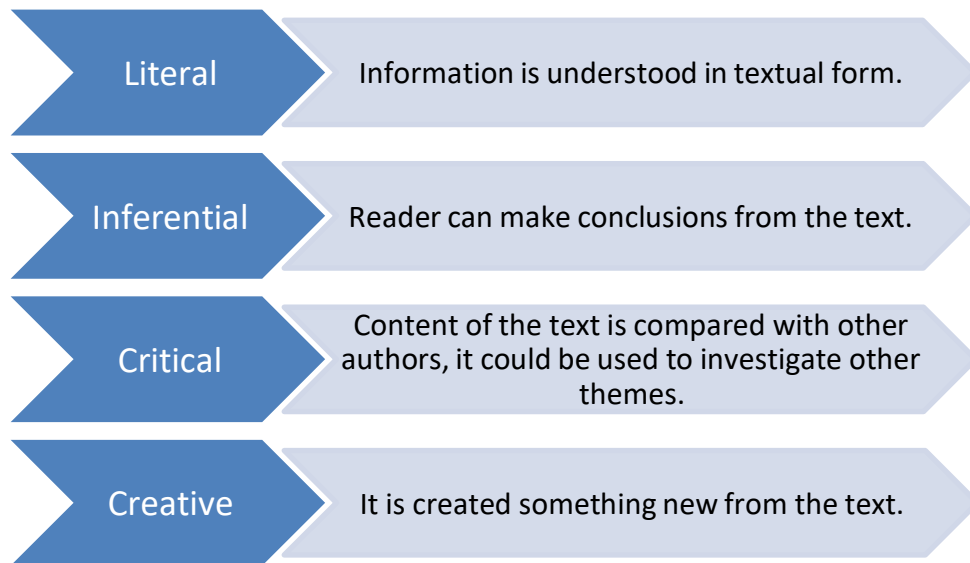 Literal
Information is understood in textual form.
Inferential
Reader can make conclusions from the text.
Critical
Content of the text is compared with other
authors, it could be used to investigate other
themes.
Creative
It is created something new from the text.